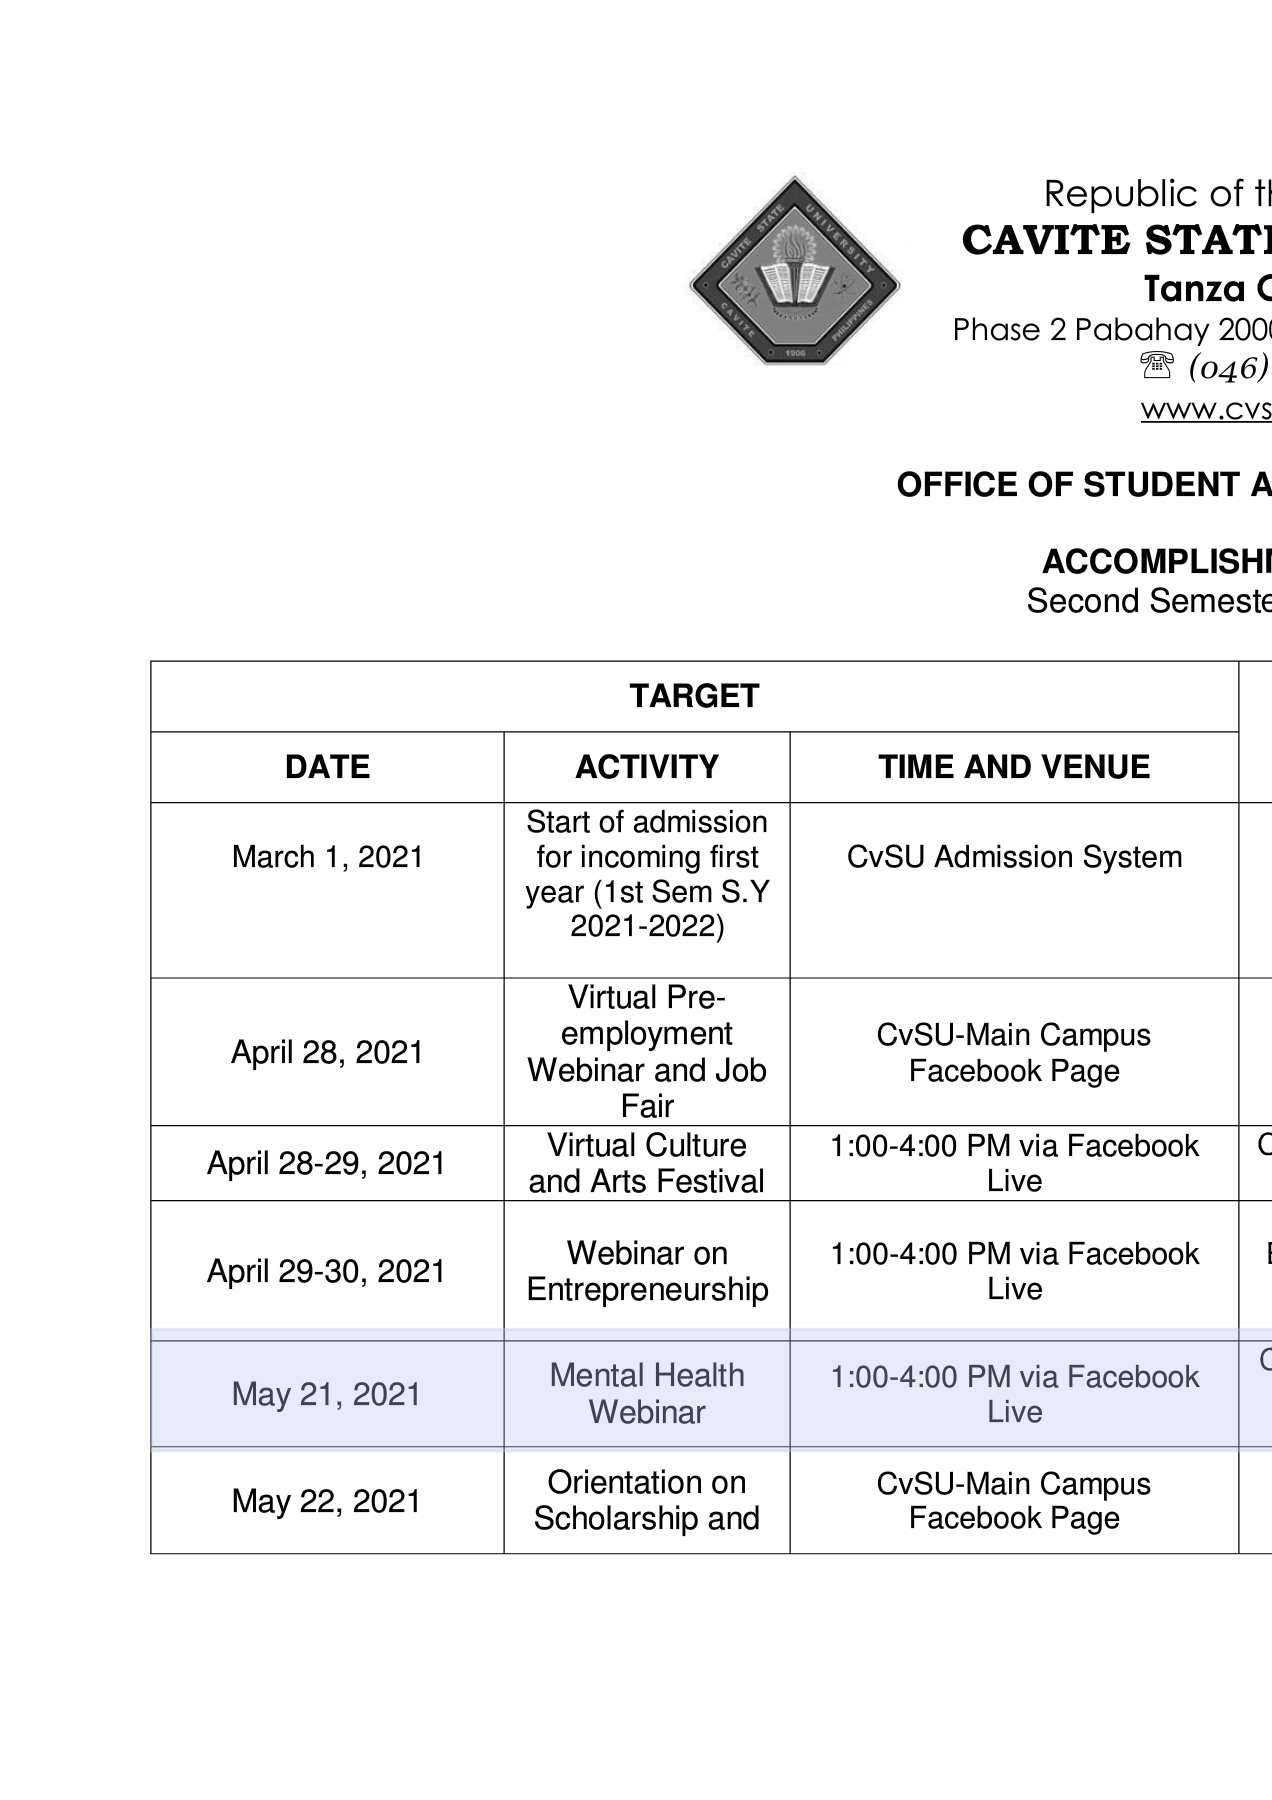 Republic of th
CAVITE STATE
Tanza C
Phase 2 Pabahay 2000
☏ (046)
www.cvs
CAVITE STATE UNIVERSITY
CAVITE PHILIPPINES
1906
OFFICE OF STUDENT A
ACCOMPLISHM
Second Semeste
TARGET
DATE ACTIVITY TIME AND VENUE
March 1, 2021
Start of admission
for incoming first
year (1st Sem S.Y
2021-2022)
CvSU Admission System
April 28, 2021
Virtual Pre-
employment
Webinar and Job
Fair
CvSU-Main Campus
Facebook Page
April 28-29, 2021
Virtual Culture
and Arts Festival
1:00-4:00 PM via Facebook
Live
April 29-30, 2021
Webinar on
Entrepreneurship
1:00-4:00 PM via Facebook
Live
May 21, 2021
Mental Health
Webinar
1:00-4:00 PM via Facebook
Live
May 22, 2021
Orientation on
Scholarship and
CvSU-Main Campus
Facebook Page